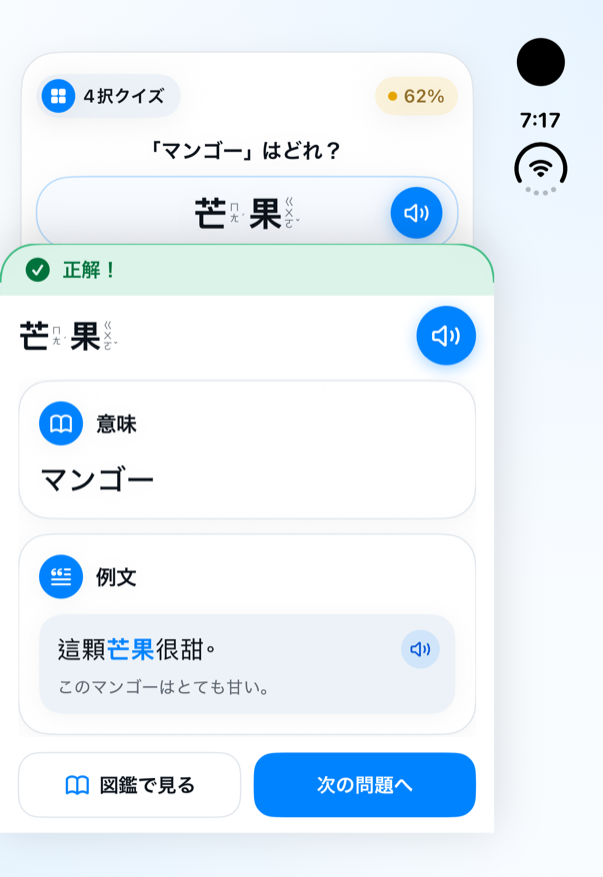 4択クイズ
62%
7:17
「マンゴー」はどれ？
芒ㄇㄤˊ果ㄍㄨㄛˇ
正解！
芒ㄇㄤˊ果ㄍㄨㄛˇ
意味
マンゴー
例文
這顆芒果很甜。
このマンゴーはとても甘い。
図鑑で見る
次の問題へ